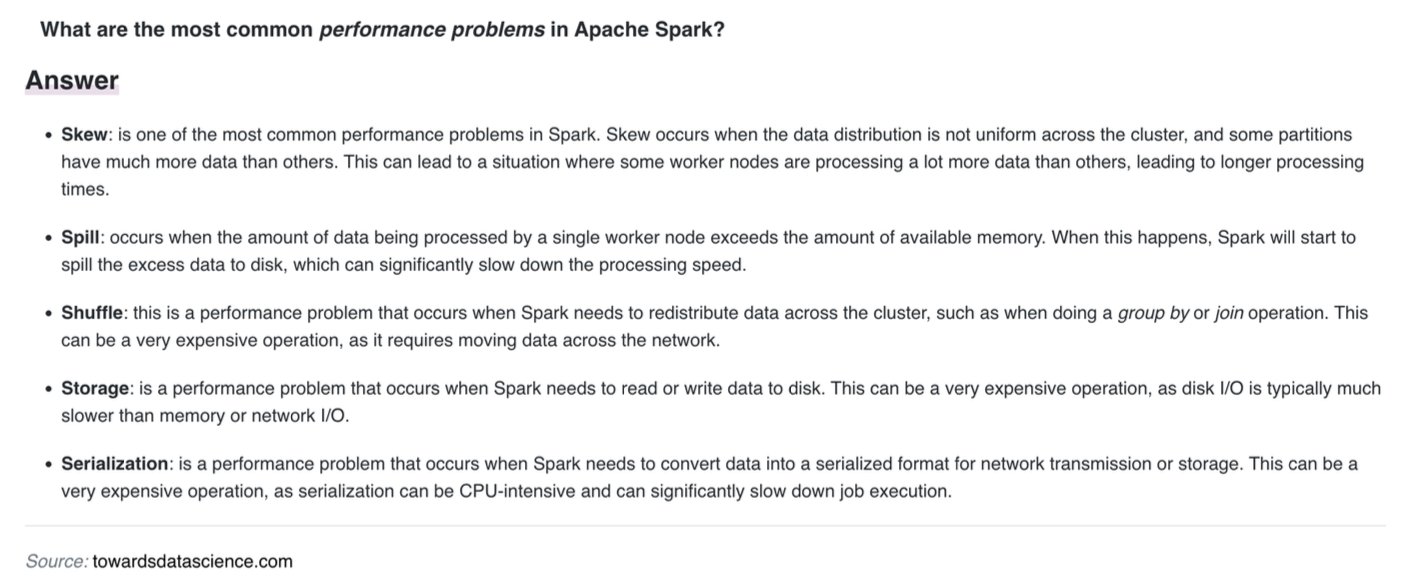 What are the most common performance problems in Apache Spark?
Answer
• Skew: is one of the most common performance problems in Spark. Skew occurs when the data distribution is not uniform across the cluster, and some partitions
have much more data than others. This can lead to a situation where some worker nodes are processing a lot more data than others, leading to longer processing
times.
• Spill: occurs when the amount of data being processed by a single worker node exceeds the amount of available memory. When this happens, Spark will start to
spill the excess data to disk, which can significantly slow down the processing speed.
• Shuffle: this is a performance problem that occurs when Spark needs to redistribute data across the cluster, such as when doing a group by or join operation. This
can be a very expensive operation, as it requires moving data across the network.
• Storage: is a performance problem that occurs when Spark needs to read or write data to disk. This can be a very expensive operation, as disk I/O is typically much
slower than memory or network I/O.
• Serialization: is a performance problem that occurs when Spark needs to convert data into a serialized format for network transmission or storage. This can be a
very expensive operation, as serialization can be CPU-intensive and can significantly slow down job execution.
Source: towardsdatascience.com